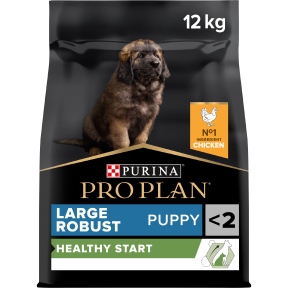 12 kg
Nº1
INGREDIENT
CHICKEN
PURINA
PRO PLAN
LARGE
ROBUST
PUPPY
<2
HEALTHY START